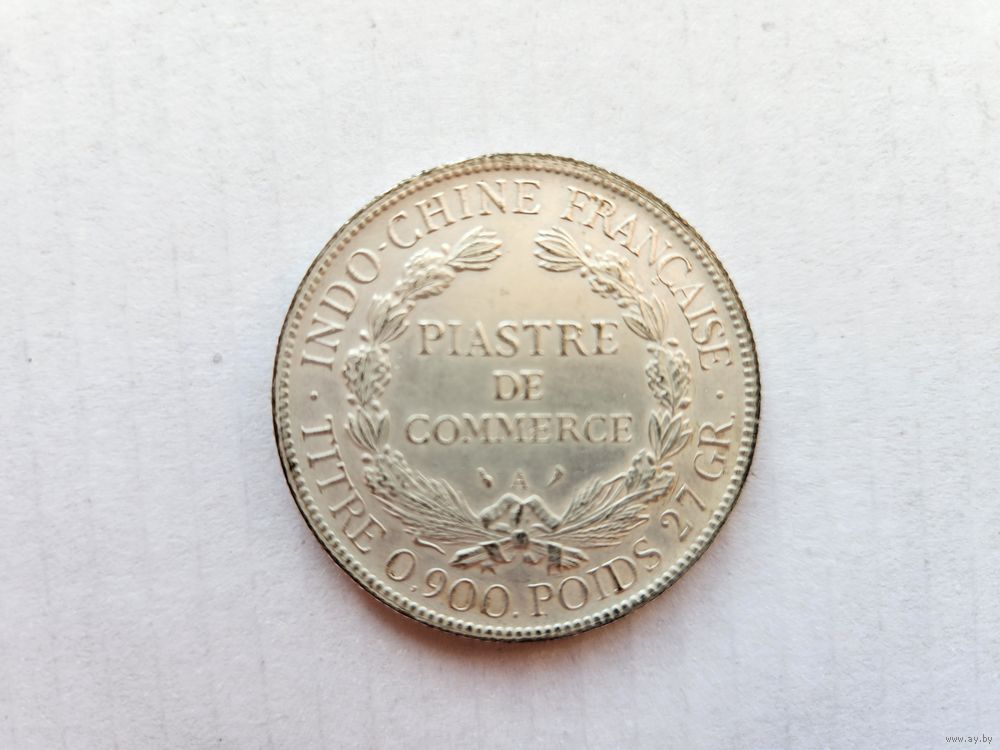 · INDO-CHINE FRANÇAISE ·
PIASTRE
DE
COMMERCE
A
TITRE 0,900. POIDS 27 GR.
www.ay.by